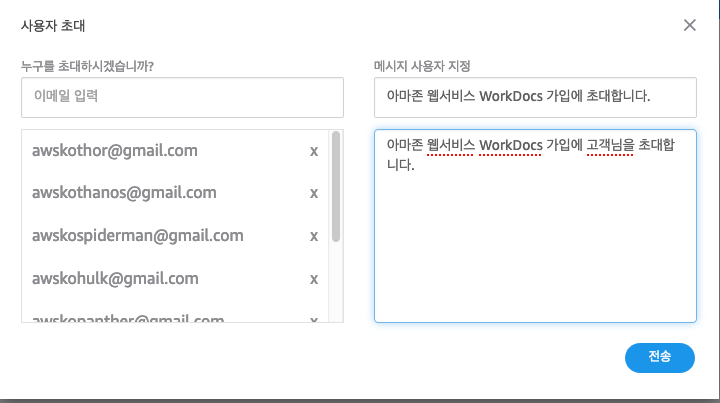 사용자 초대
누구를 초대하시겠습니까?
이메일 입력
awskothor@gmail.com x
awskothanos@gmail.com x
awskospiderman@gmail.com x
awskohulk@gmail.com x
awskopanther@gmail.com x
메시지 사용자 지정
아마존 웹서비스 WorkDocs 가입에 초대합니다.
아마존 웹서비스 WorkDocs 가입에 고객님을 초대합
니다.
전송